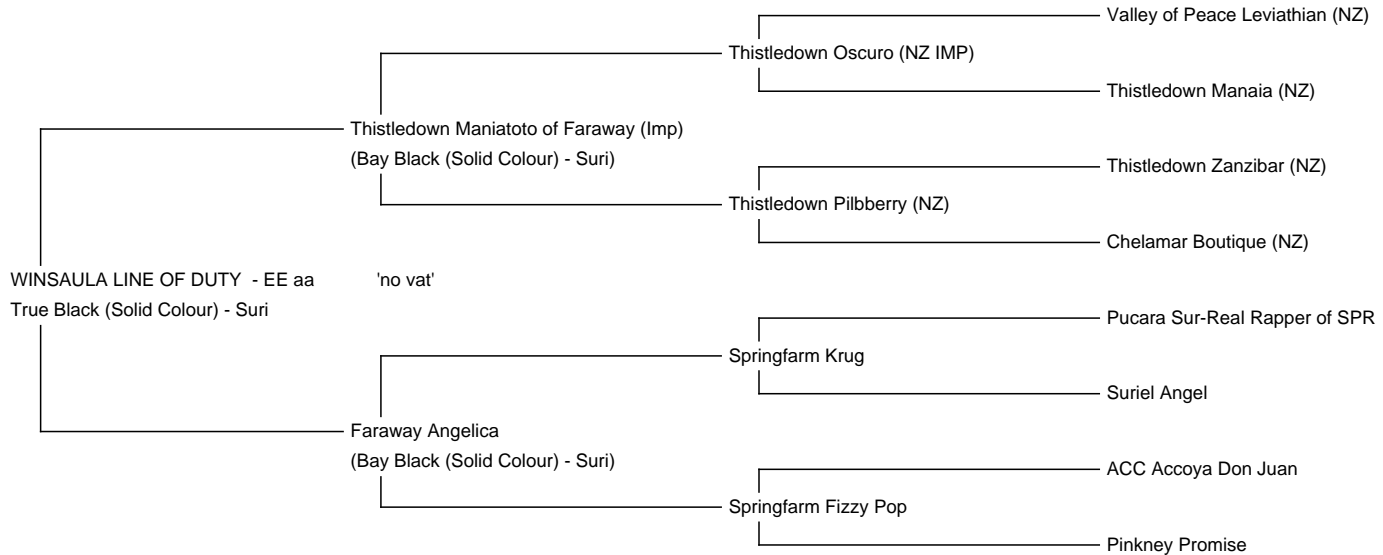 Valley of Peace Leviathian (NZ)
Thistledown Oscuro (NZ IMP)
Thistledown Manaia (NZ)
Thistledown Maniatoto of Faraway (Imp)
(Bay Black (Solid Colour) - Suri)
Thistledown Zanzibar (NZ)
Thistledown Pilbberry (NZ)
Chelamar Boutique (NZ)
WINSAULA LINE OF DUTY - EE aa 'no vat'
True Black (Solid Colour) - Suri
Pucara Sur-Real Rapper of SPR
Springfarm Krug
Suriel Angel
Faraway Angelica
(Bay Black (Solid Colour) - Suri)
ACC Accoya Don Juan
Springfarm Fizzy Pop
Pinkney Promise